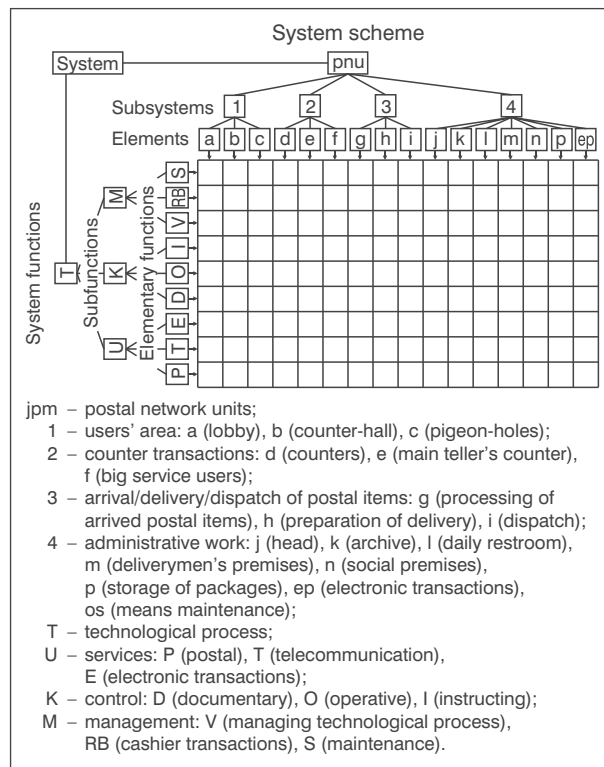 System scheme
System
pnu
Subsystems 1 2 3 4
Elements a b c d e f g h i j k l m n p ep
System functions
T
Subfunctions
M
K
U
Elementary functions
S
RB
V
I
O
D
E
T
P
jpm – postal network units;
1 – users' area: a (lobby), b (counter-hall), c (pigeon-holes);
2 – counter transactions: d (counters), e (main teller's counter),
f (big service users);
3 – arrival/delivery/dispatch of postal items: g (processing of
arrived postal items), h (preparation of delivery), i (dispatch);
4 – administrative work: j (head), k (archive), l (daily restroom),
m (deliverymen's premises), n (social premises),
p (storage of packages), ep (electronic transactions),
os (means maintenance);
T – technological process;
U – services: P (postal), T (telecommunication),
E (electronic transactions);
K – control: D (documentary), O (operative), I (instructing);
M – management: V (managing technological process),
RB (cashier transactions), S (maintenance).